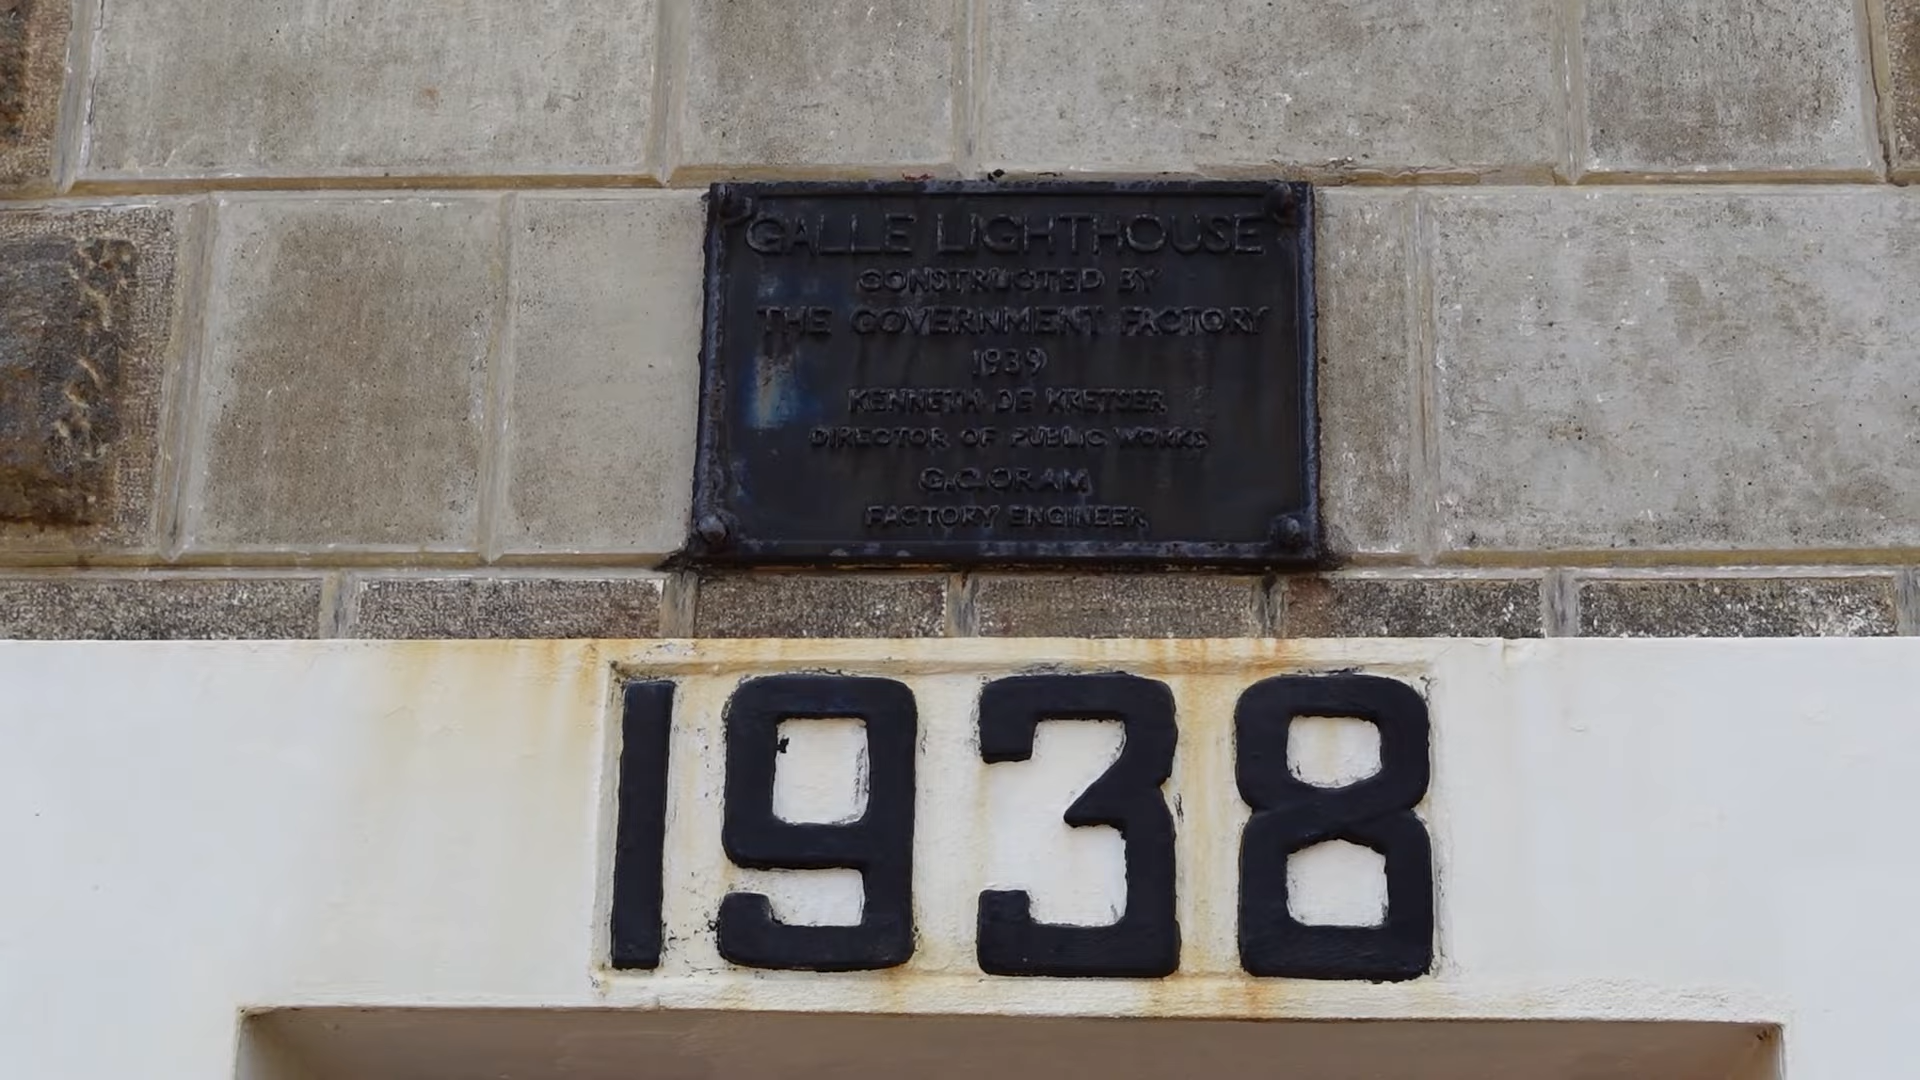 GALLE LIGHTHOUSE
CONSTRUCTED BY
THE GOVERNMENT FACTORY
1939
KENNETH DE KRETSER
DIRECTOR OF PUBLIC WORKS
G.C.ORAM
FACTORY ENGINEER
1938